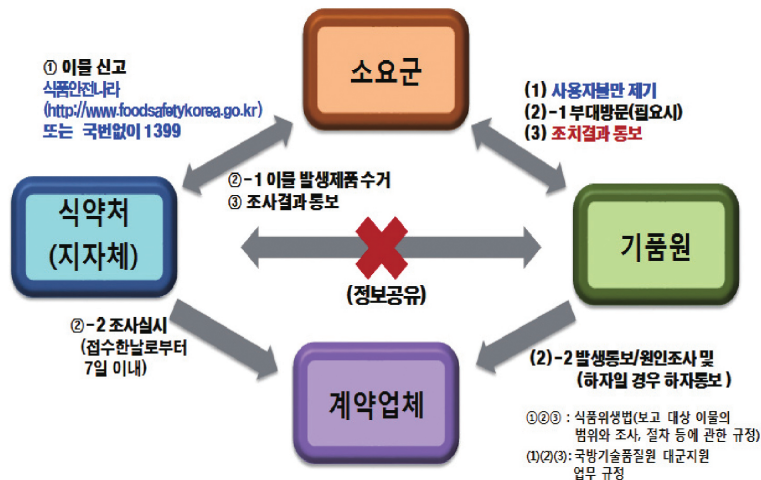 소요군
① 이물 신고
식품안전나라
(http://www.foodsafetykorea.go.kr)
또는 국번없이 1399
(1) 사용자불만 제기
(2)-1 부대방문(필요시)
(3) 조치결과 통보
②-1 이물 발생제품 수거
③ 조사결과 통보
식약처
(지자체)
기품원
(정보공유)
②-2 조사실시
(접수한날로부터
7일 이내)
계약업체
(2)-2 발생통보/원인조사 및
(하자일 경우 하자통보)
①②③ : 식품위생법(보고 대상 이물의
범위와 조사, 절차 등에 관한 규정)
(1)(2)(3): 국방기술품질원 대군지원
업무 규정